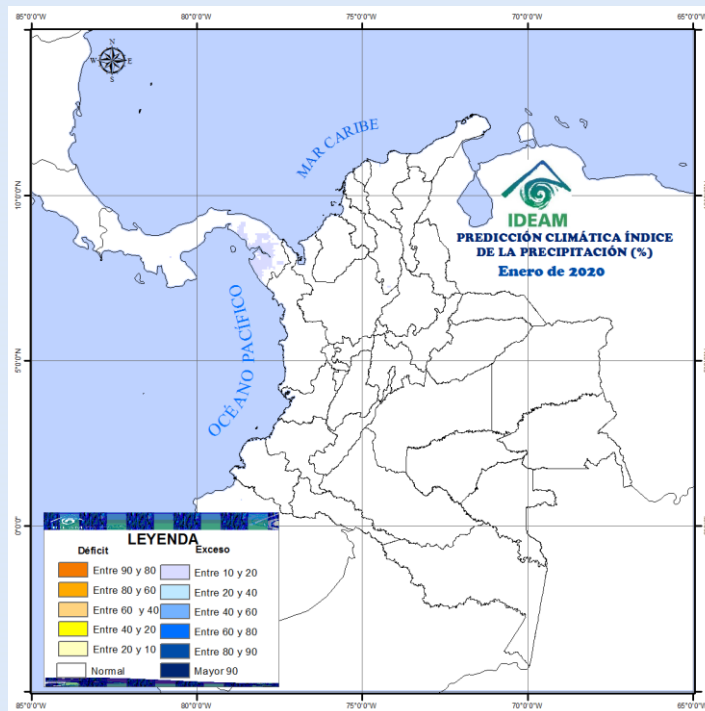 85°0'0"W 80°0'0"W 75°0'0"W 70°0'0"W 65°0'0"W
N
W E
S
MAR CARIBE
10°0'0"N
IDEAM
PREDICCIÓN CLIMÁTICA ÍNDICE
DE LA PRECIPITACIÓN (%)
Enero de 2020
OCÉANO PACÍFICO
5°0'0"N
0°0'0"
LEYENDA
Déficit Exceso
Entre 90 y 80 Entre 10 y 20
Entre 80 y 60 Entre 20 y 40
Entre 60 y 40 Entre 40 y 60
Entre 40 y 20 Entre 60 y 80
Entre 20 y 10 Entre 80 y 90
Normal Mayor 90
85°0'0"W 80°0'0"W 75°0'0"W 70°0'0"W 65°0'0"W